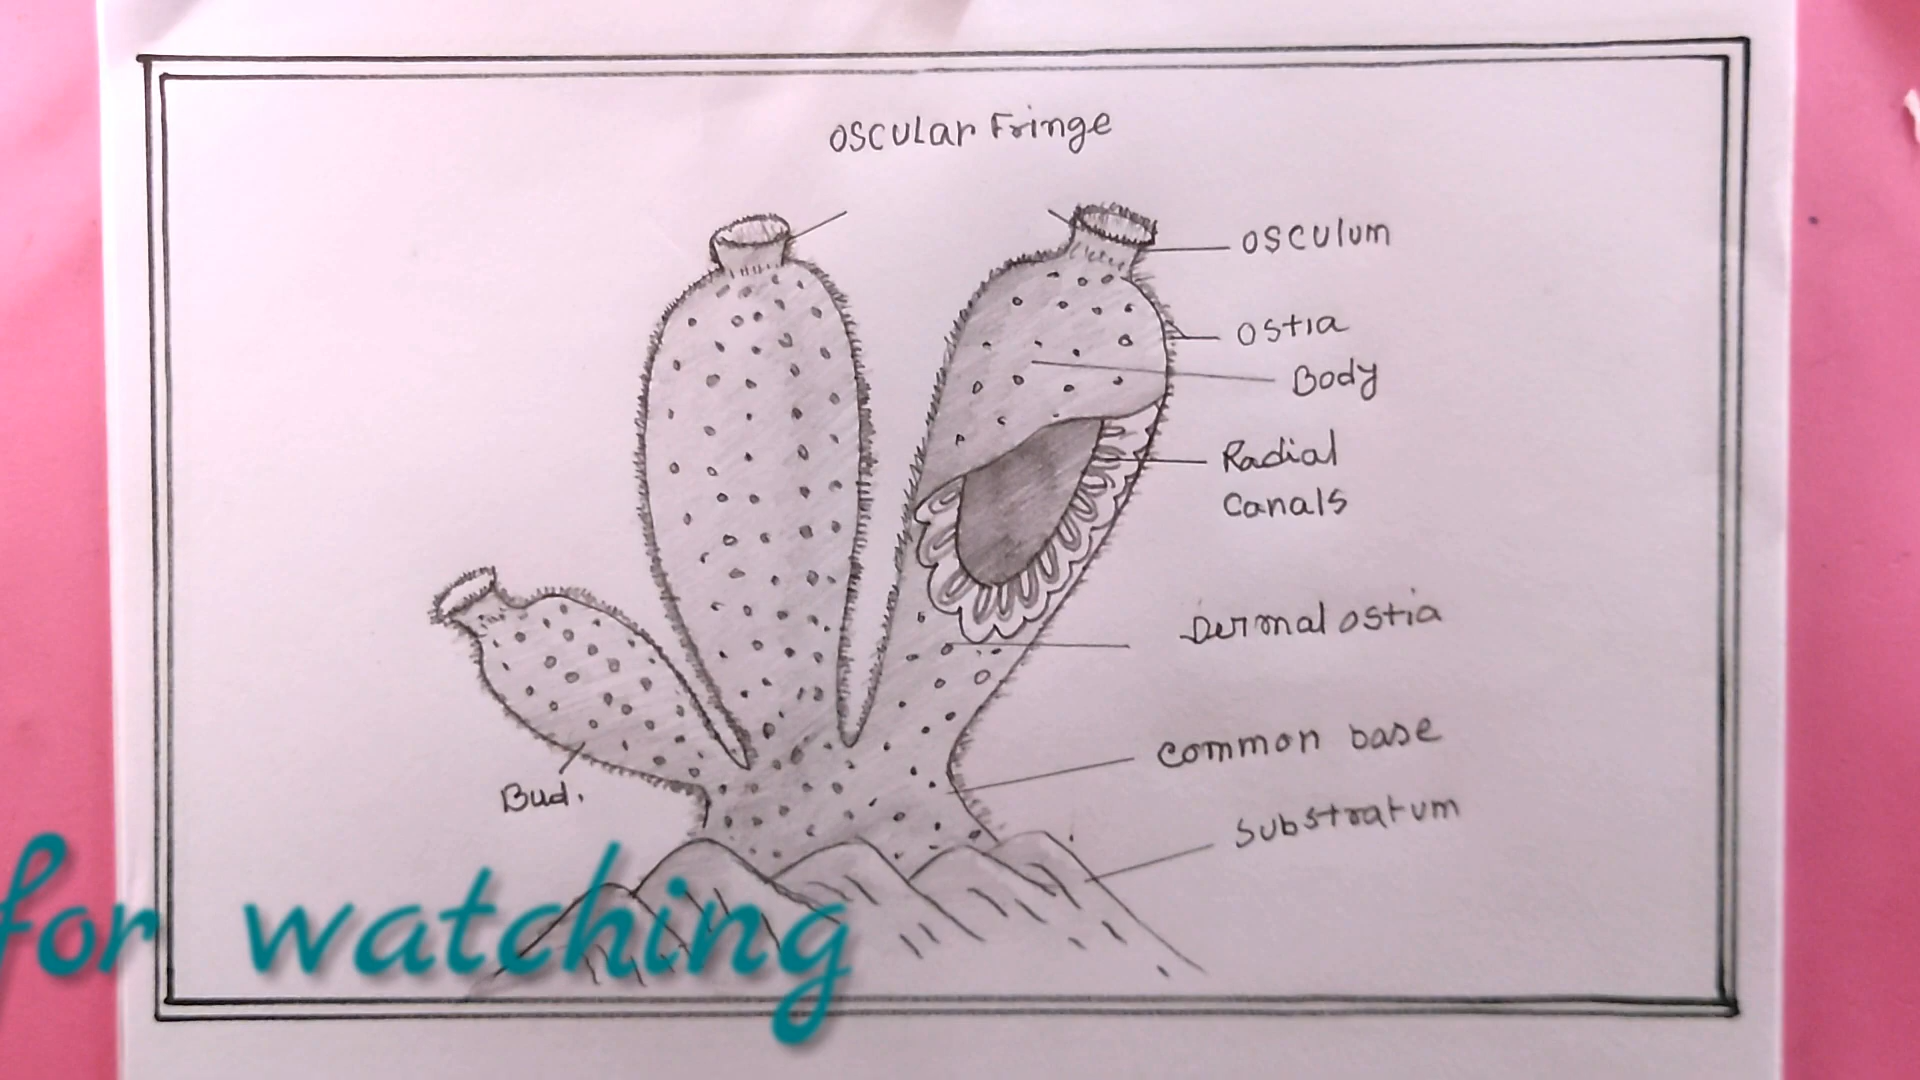 OSCULAR Fringe
OSCULUM
Ostia
Body
Radial
Canals
Dermal ostia
Common base
Substratum
Bud.
for watching